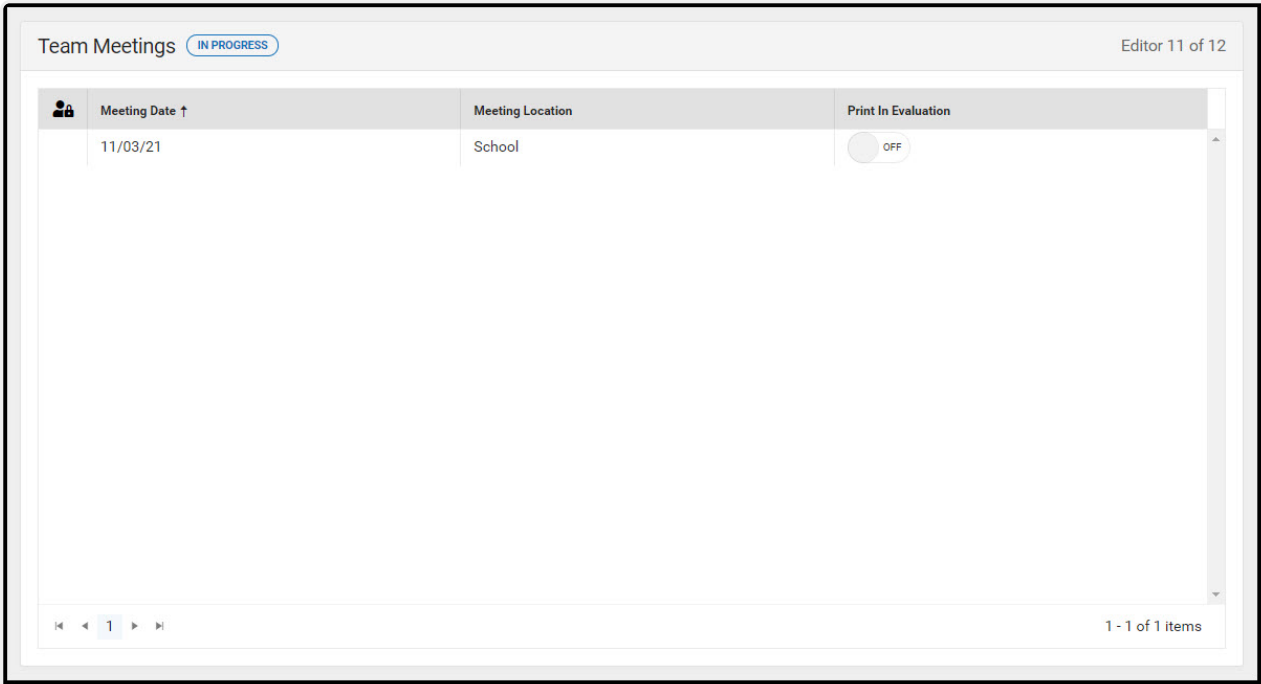 Team Meetings IN PROGRESS Editor 11 of 12
Meeting Date ↑ Meeting Location Print In Evaluation
11/03/21 School OFF
1 1 - 1 of 1 items